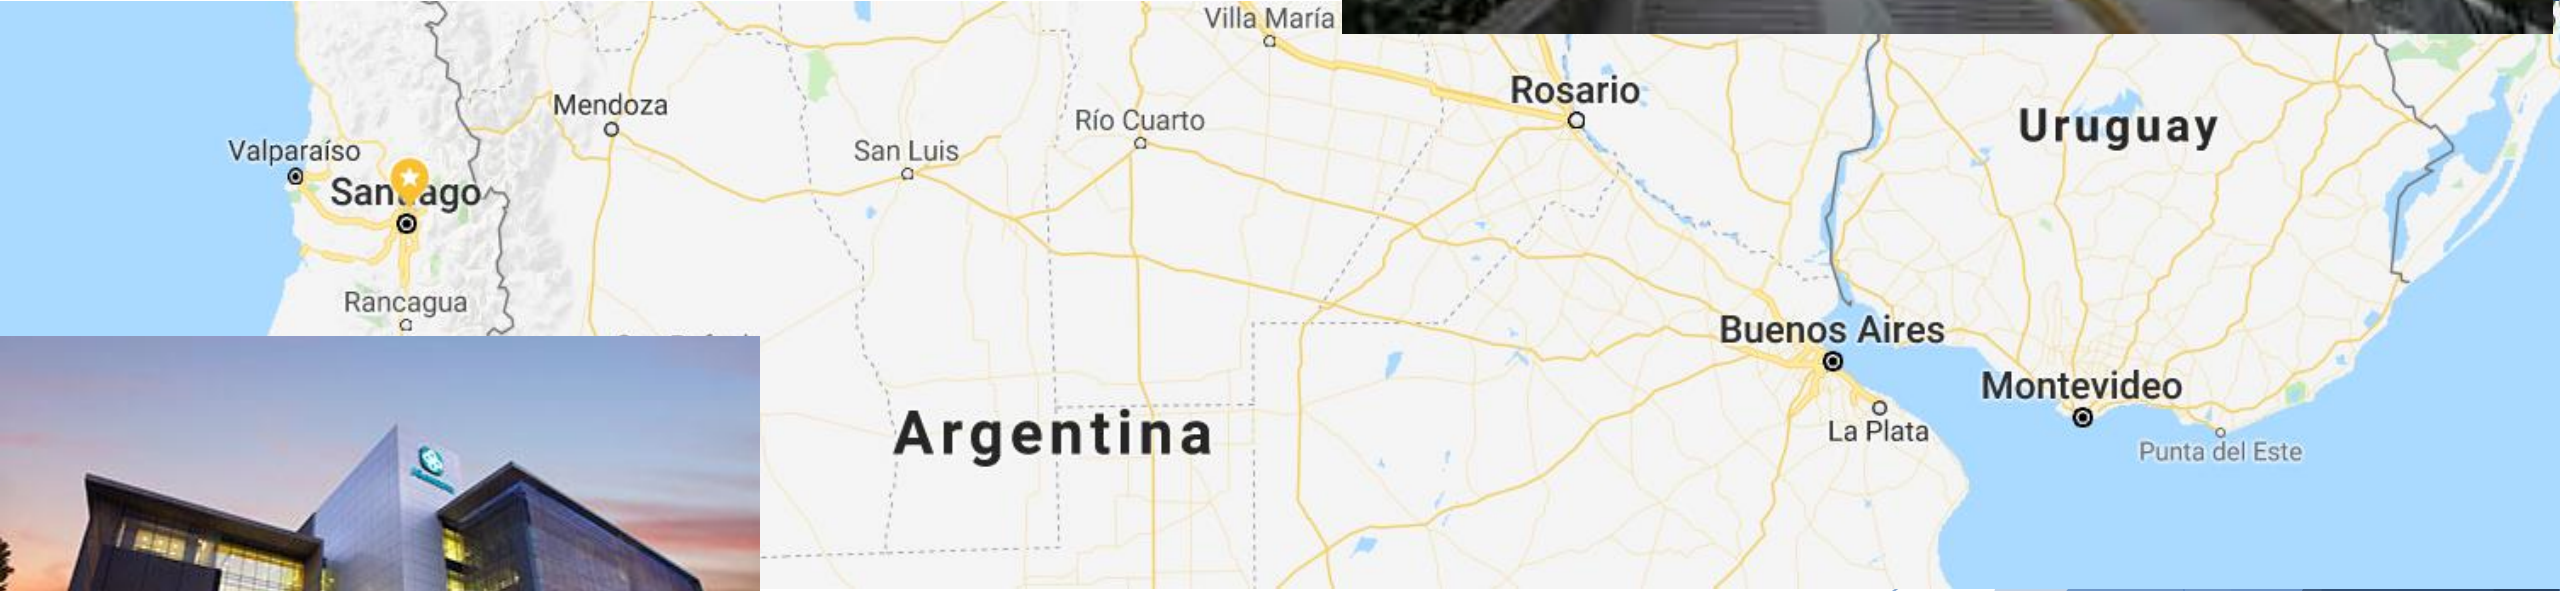 Villa María
Rosario
Mendoza
Río Cuarto
Uruguay
Valparaíso
San Luis
Santiago
Rancagua
Buenos Aires
Montevideo
Argentina
La Plata
Punta del Este